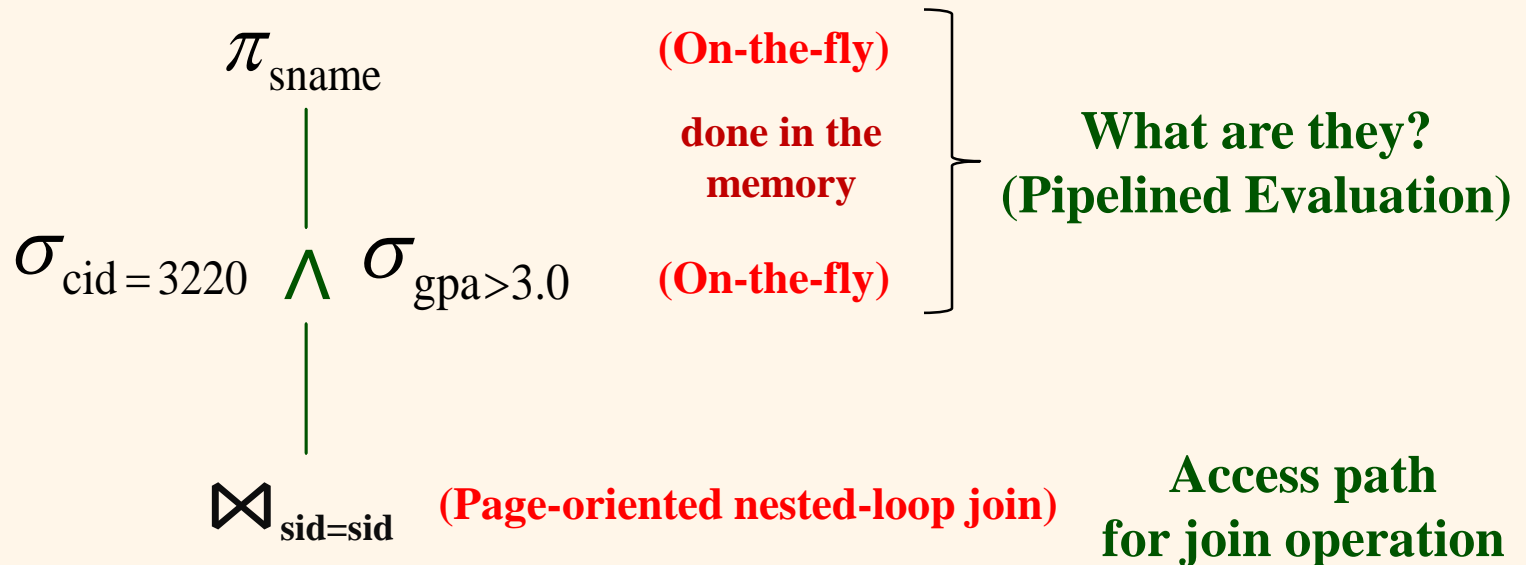 π sname (On-the-fly)
done in the
memory
What are they?
(Pipelined Evaluation)
σ cid = 3220 ∧ σ gpa>3.0 (On-the-fly)
⋈ sid=sid (Page-oriented nested-loop join)
Access path
for join operation